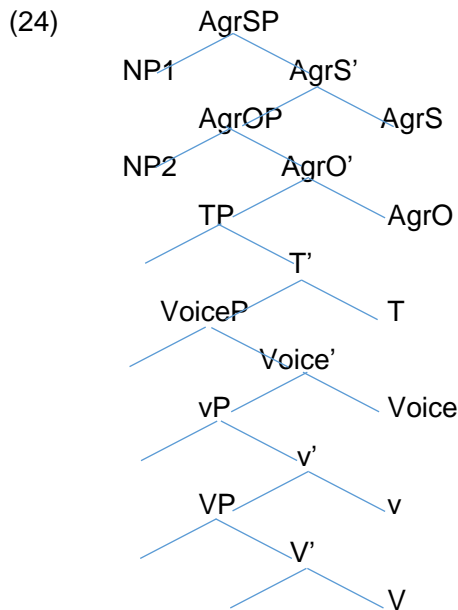 (24) AgrSP
NP1 AgrS’
AgrOP AgrS
NP2 AgrO’
TP AgrO
T’
VoiceP T
Voice’
vP Voice
v’
VP v
V’
V